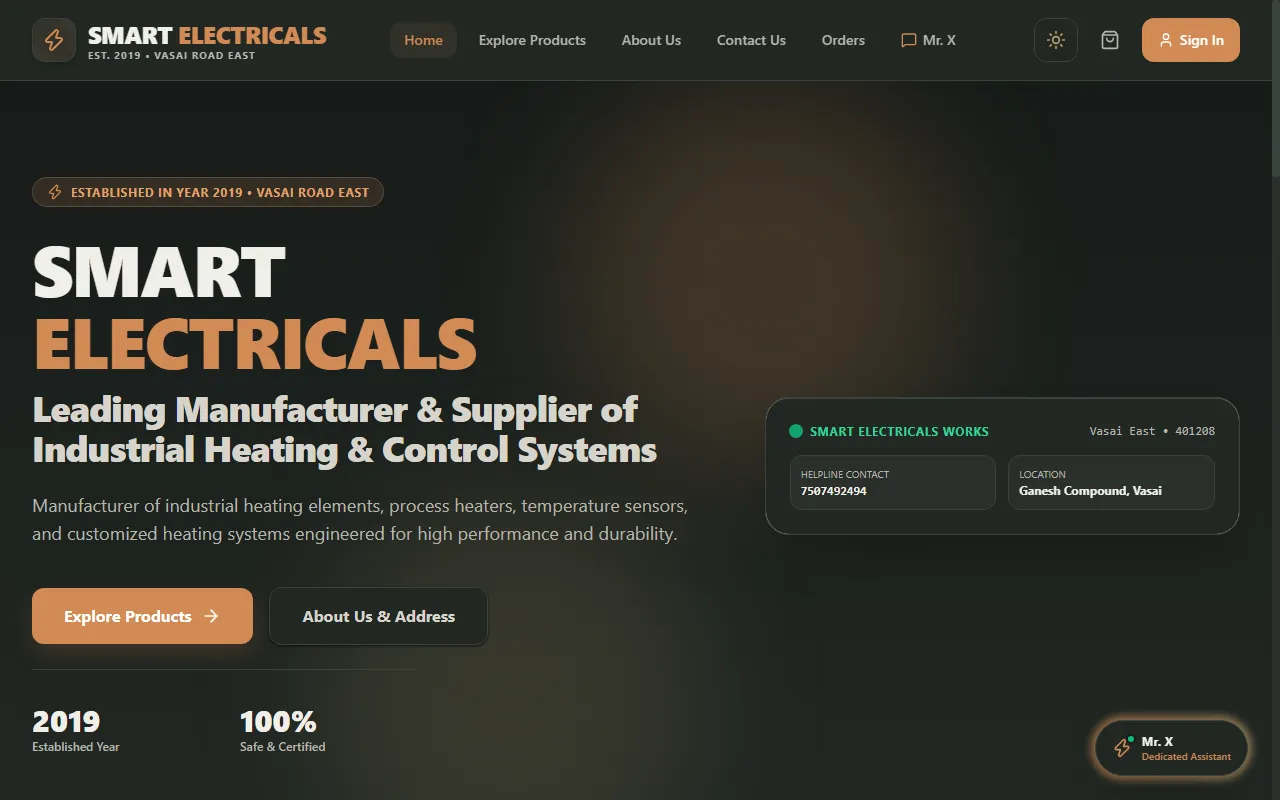 SMART ELECTRICALS
EST. 2019 • VASAI ROAD EAST
Home
Explore Products
About Us
Contact Us
Orders
Mr. X
Sign In
ESTABLISHED IN YEAR 2019 • VASAI ROAD EAST
SMART
ELECTRICALS
Leading Manufacturer & Supplier of
Industrial Heating & Control Systems
Manufacturer of industrial heating elements, process heaters, temperature sensors,
and customized heating systems engineered for high performance and durability.
Explore Products
About Us & Address
2019
Established Year
100%
Safe & Certified
SMART ELECTRICALS WORKS
Vasai East • 401208
HELPLINE CONTACT
7507492494
LOCATION
Ganesh Compound, Vasai
Mr. X
Dedicated Assistant